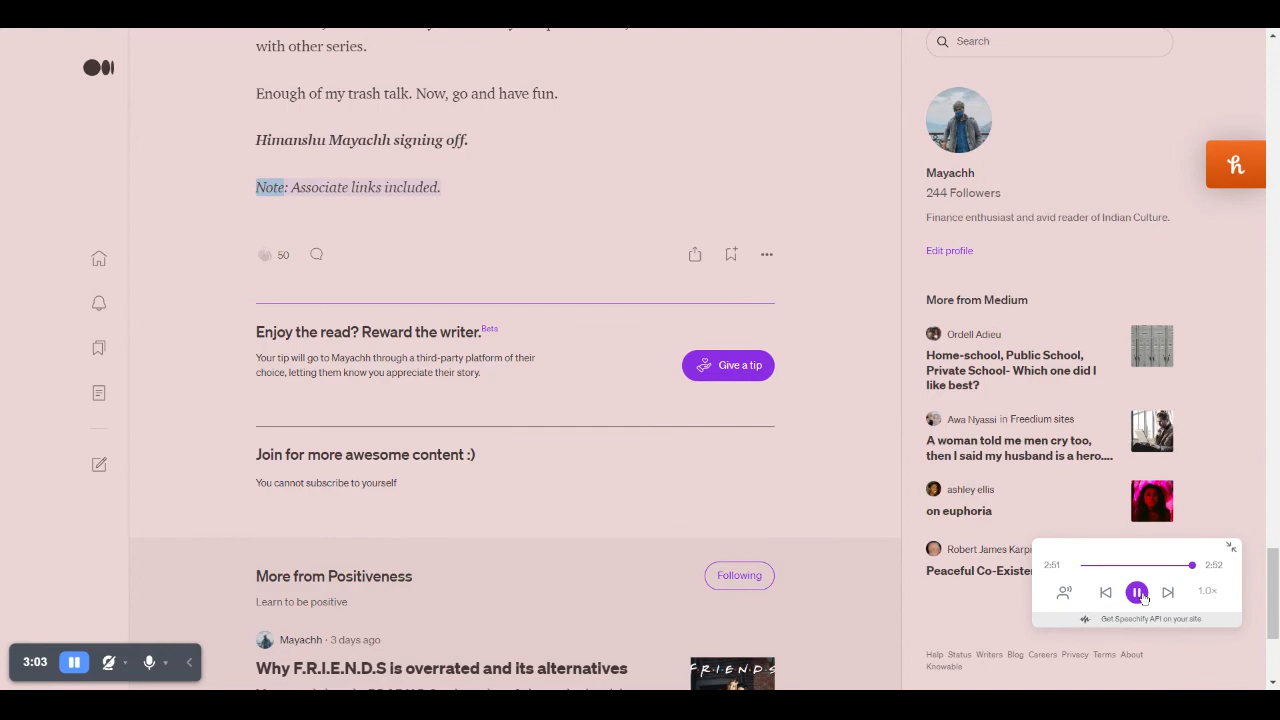 with other series.
Enough of my trash talk. Now, go and have fun.
Himanshu Mayachh signing off.
Note: Associate links included.
50
Enjoy the read? Reward the writer. Beta
Your tip will go to Mayachh through a third-party platform of their
choice, letting them know you appreciate their story.
Give a tip
Join for more awesome content :)
You cannot subscribe to yourself
More from Positiveness
Following
Learn to be positive
Mayachh · 3 days ago
Why F.R.I.E.N.D.S is overrated and its alternatives
FRIENDS
Search
Mayachh
244 Followers
Finance enthusiast and avid reader of Indian Culture.
Edit profile
More from Medium
Ordell Adieu
Home-school, Public School,
Private School- Which one did I
like best?
Awa Nyassi in Freedium sites
A woman told me men cry too,
then I said my husband is a hero....
ashley ellis
on euphoria
Robert James Karpi
Peaceful Co-Existe
2:51
2:52
1.0×
Get Speechify API on your site
Help Status Writers Blog Careers Privacy Terms About
Knowable
3:03